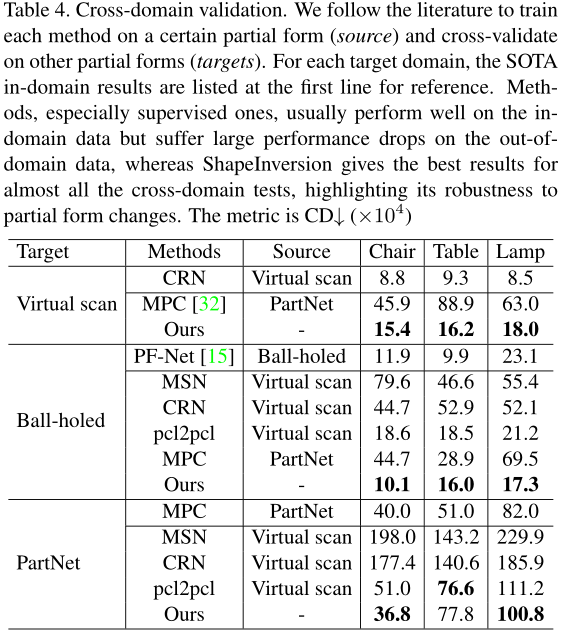 Table 4. Cross-domain validation. We follow the literature to train
each method on a certain partial form (source) and cross-validate
on other partial forms (targets). For each target domain, the SOTA
in-domain results are listed at the first line for reference. Meth-
ods, especially supervised ones, usually perform well on the in-
domain data but suffer large performance drops on the out-of-
domain data, whereas ShapeInversion gives the best results for
almost all the cross-domain tests, highlighting its robustness to
partial form changes. The metric is CD↓ (×10⁴)
Target Methods Source Chair Table Lamp
Virtual scan CRN Virtual scan 8.8 9.3 8.5
MPC [32] PartNet 45.9 88.9 63.0
Ours - 15.4 16.2 18.0
Ball-holed PF-Net [15] Ball-holed 11.9 9.9 23.1
MSN Virtual scan 79.6 46.6 55.4
CRN Virtual scan 44.7 52.9 52.1
pcl2pcl Virtual scan 18.6 18.5 21.2
MPC PartNet 44.7 28.9 69.5
Ours - 10.1 16.0 17.3
PartNet MPC PartNet 40.0 51.0 82.0
MSN Virtual scan 198.0 143.2 229.9
CRN Virtual scan 177.4 140.6 185.9
pcl2pcl Virtual scan 51.0 76.6 111.2
Ours - 36.8 77.8 100.8